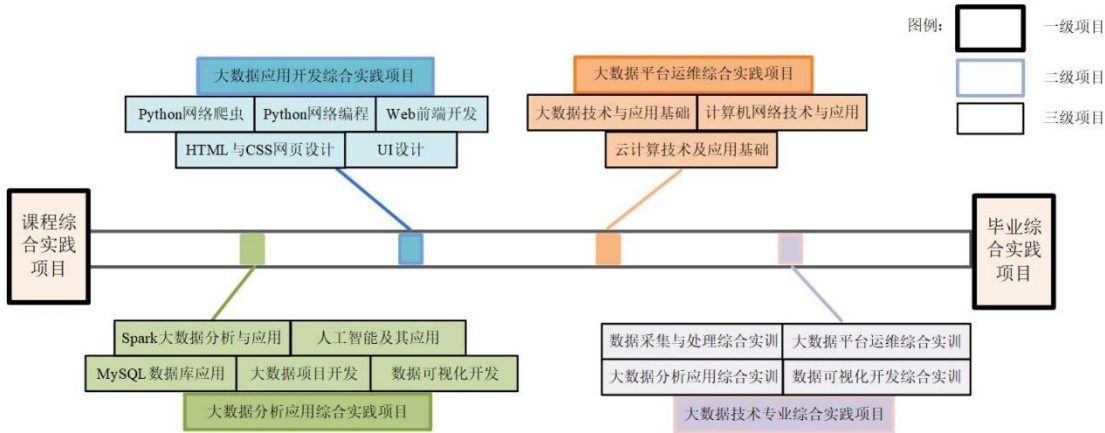 图例：
一级项目
二级项目
三级项目
大数据应用开发综合实践项目
Python网络爬虫
Python网络编程
Web前端开发
HTML与CSS网页设计
UI设计
大数据平台运维综合实践项目
大数据技术与应用基础
计算机网络技术与应用
云计算技术及应用基础
课程综
合实践
项目
毕业综
合实践
项目
Spark大数据分析与应用
人工智能及其应用
MySQL数据库应用
大数据项目开发
数据可视化开发
大数据分析应用综合实践项目
数据采集与处理综合实训
大数据平台运维综合实训
大数据分析应用综合实训
数据可视化开发综合实训
大数据技术专业综合实践项目